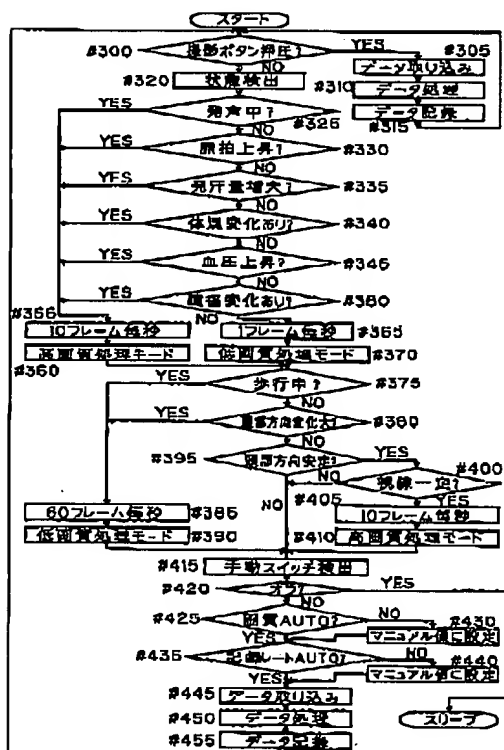 スタート
#300
撮影ボタン押圧?
YES
#305
NO
データ取り込み
#320
状態検出
#310
データ処理
YES
発声中?
データ記録
#325
#315
NO
YES
脈拍上昇?
#330
NO
YES
発汗量増大?
#335
NO
YES
体温変化あり?
#340
NO
YES
血圧上昇?
#345
NO
YES
変化あり?
#350
#355
NO
10フレーム毎秒
1フレーム毎秒
#365
高画質処理モード
低画質処理モード
#370
#360
YES
歩行中?
#375
NO
YES
頭部方向変化大?
#380
NO
YES
#395
頭部方向安定?
#400
NO
視線一定?
NO
#405
YES
60フレーム毎秒
#385
10フレーム毎秒
低画質処理モード
#390
#410
高画質処理モード
#415
手動スイッチ検出
#420
オフ?
YES
NO
#425
画質AUTO?
NO
#430
YES
マニュアル値に設定
#435
記録レートAUTO?
NO
#440
YES
マニュアル値に設定
#445
データ取り込み
#450
データ処理
スリープ
#455
データ記録